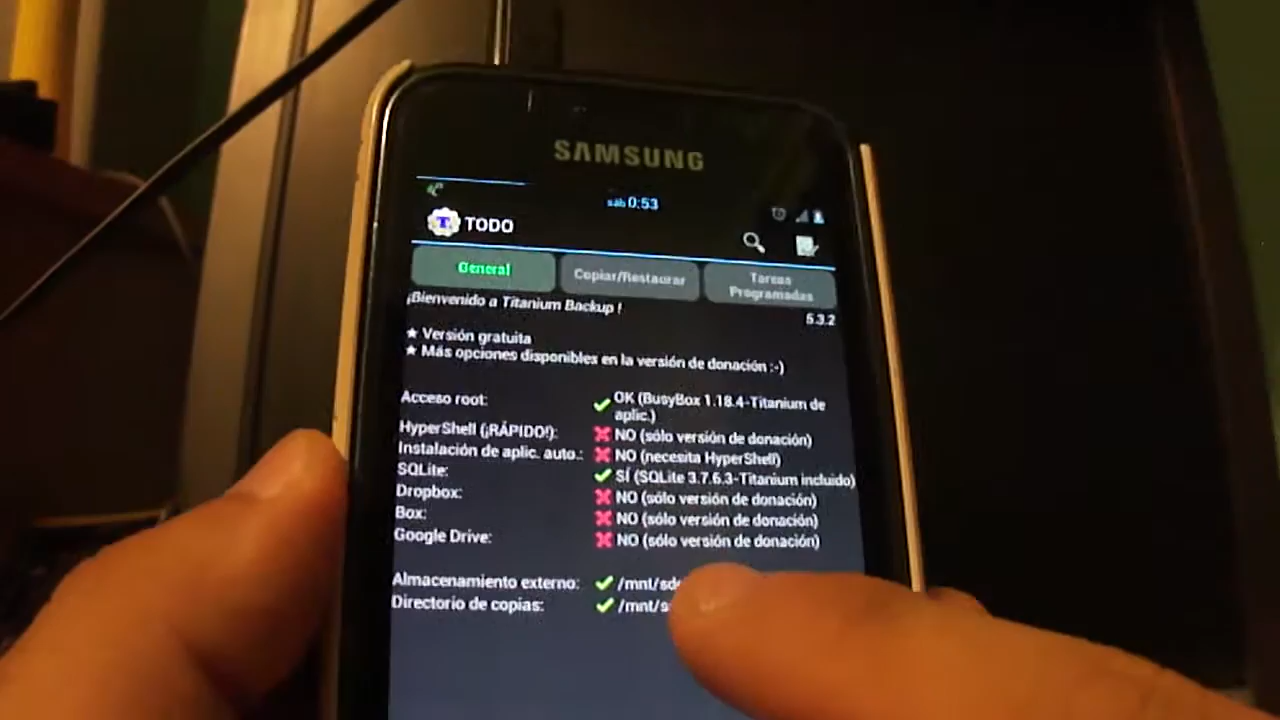 SAMSUNG
sáb 0:53
TODO
General
Copiar/Restaurar
Tareas
Programadas
¡Bienvenido a Titanium Backup !
5.3.2
★ Versión gratuita
★ Más opciones disponibles en la versión de donación :-)
Acceso root: OK (BusyBox 1.18.4-Titanium de
aplic.)
HyperShell (¡RÁPIDO!): NO (sólo versión de donación)
Instalación de aplic. auto.: NO (necesita HyperShell)
SQLite: SÍ (SQLite 3.7.6.3-Titanium incluido)
Dropbox: NO (sólo versión de donación)
Box: NO (sólo versión de donación)
Google Drive: NO (sólo versión de donación)
Almacenamiento externo: /mnt/sd
Directorio de copias: /mnt/s